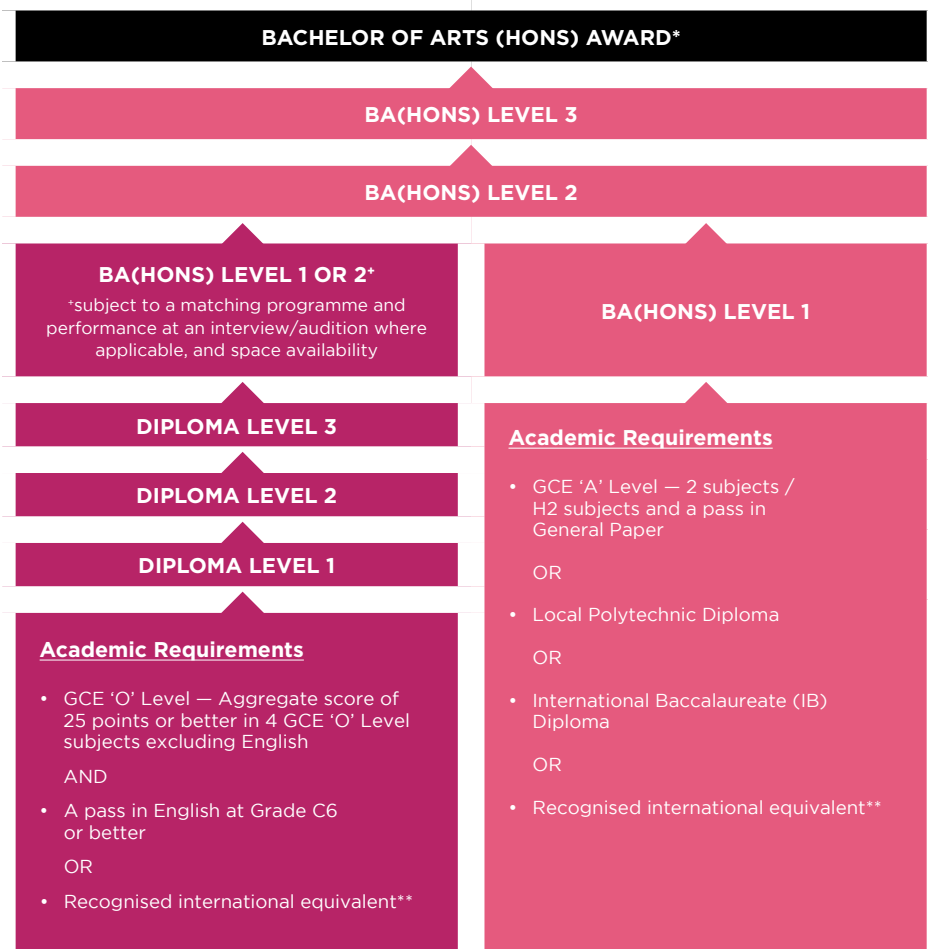 BACHELOR OF ARTS (HONS) AWARD*
BA(HONS) LEVEL 3
BA(HONS) LEVEL 2
BA(HONS) LEVEL 1 OR 2⁺
⁺subject to a matching programme and
performance at an interview/audition where
applicable, and space availability
DIPLOMA LEVEL 3
DIPLOMA LEVEL 2
DIPLOMA LEVEL 1
Academic Requirements
• GCE ‘O’ Level — Aggregate score of
25 points or better in 4 GCE ‘O’ Level
subjects excluding English
AND
• A pass in English at Grade C6
or better
OR
• Recognised international equivalent**
BA(HONS) LEVEL 1
Academic Requirements
• GCE ‘A’ Level — 2 subjects /
H2 subjects and a pass in
General Paper
OR
• Local Polytechnic Diploma
OR
• International Baccalaureate (IB)
Diploma
OR
• Recognised international equivalent**